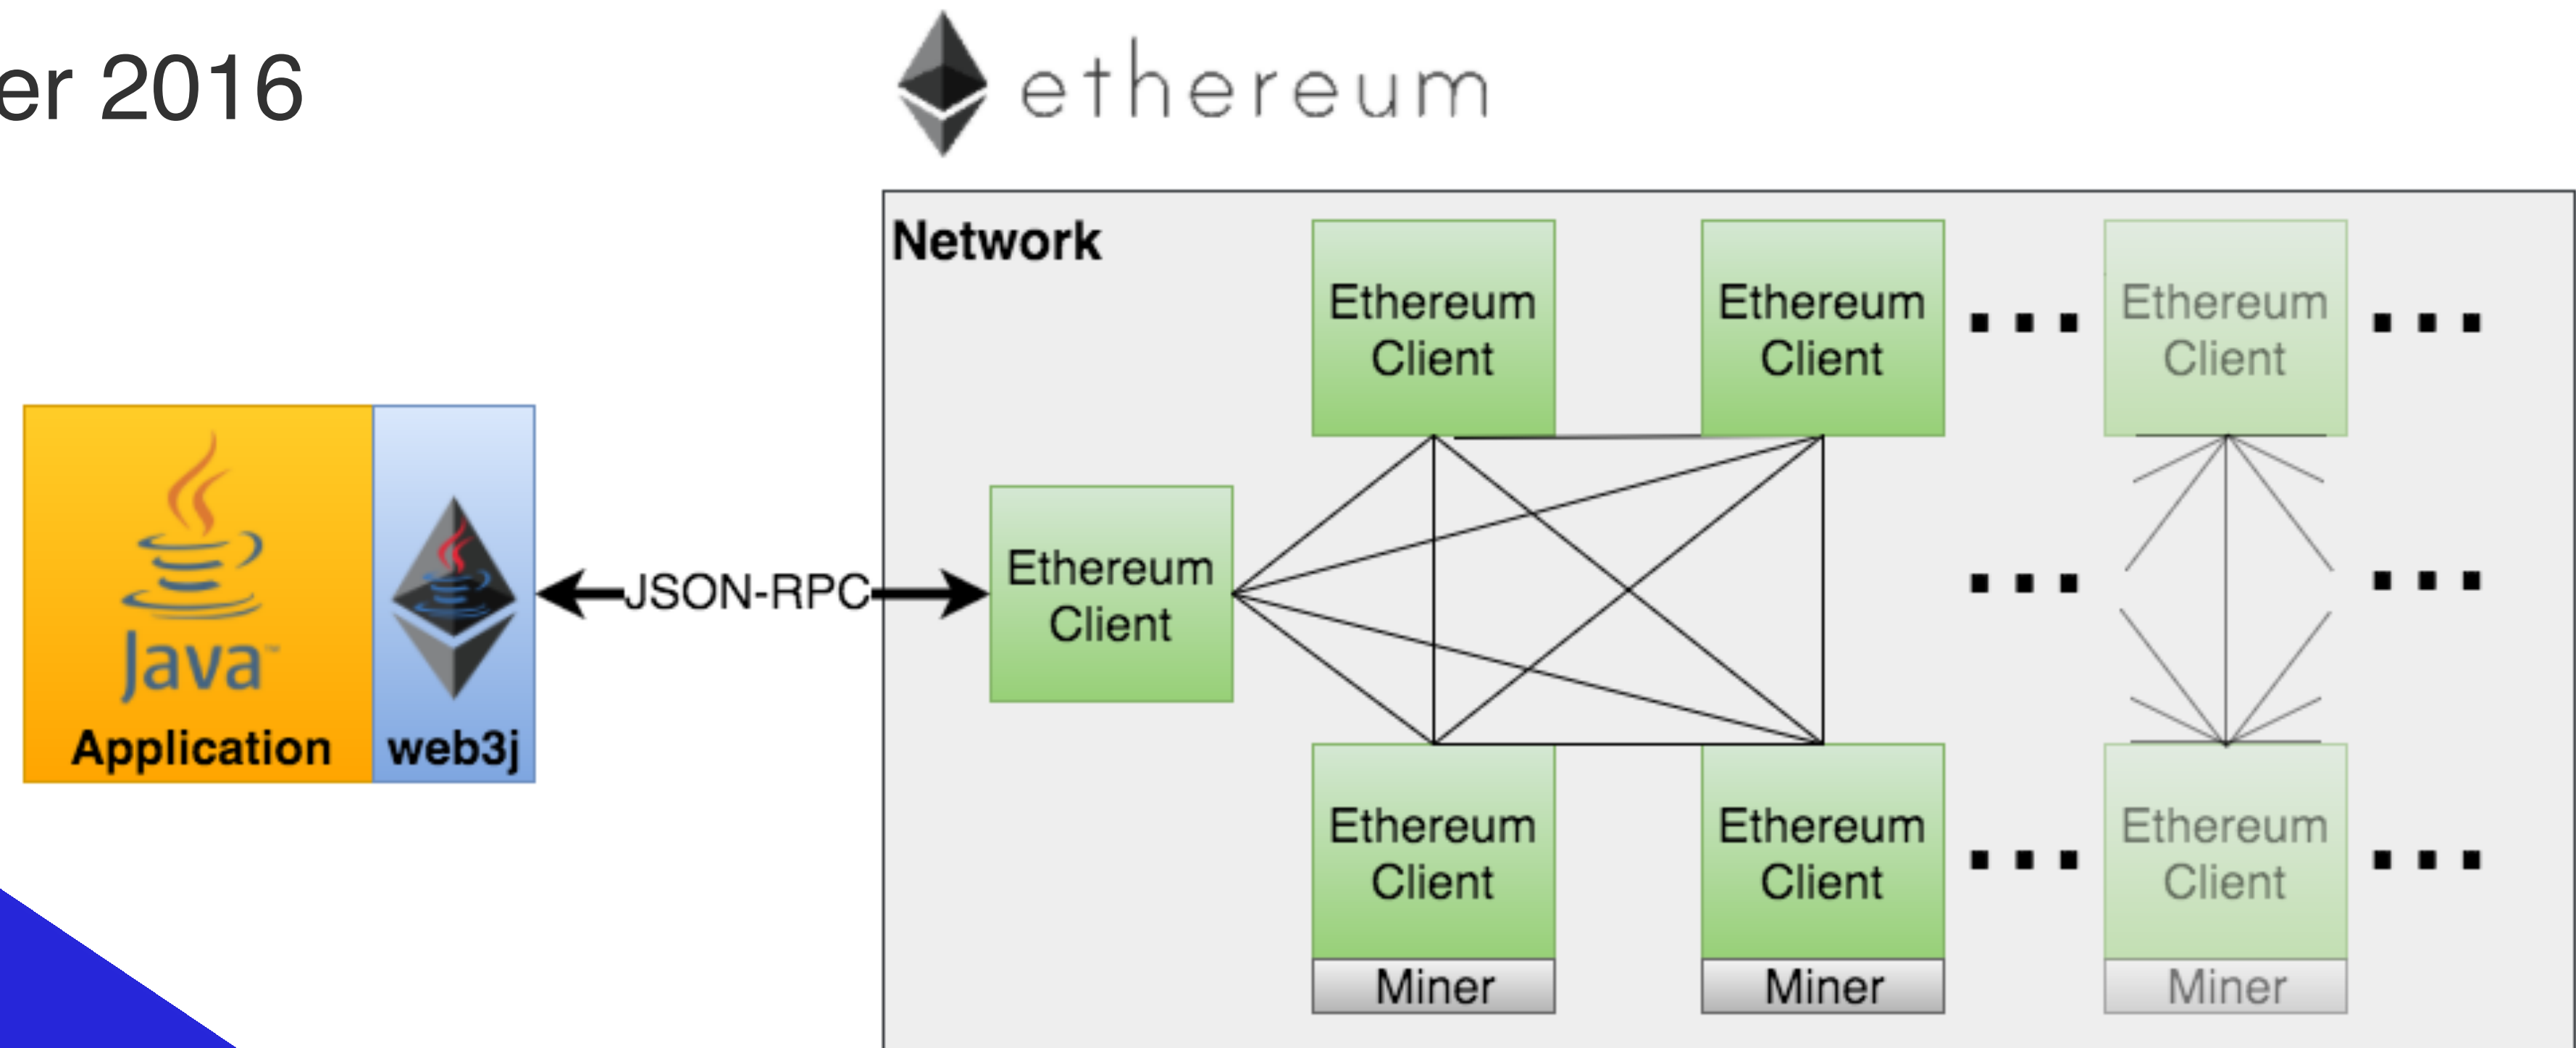 er 2016
ethereum
Network
Ethereum
Client
Ethereum
Client
Ethereum
Client
Java™
Application
web3j
JSON-RPC
Ethereum
Client
Ethereum
Client
Miner
Ethereum
Client
Miner
Ethereum
Client
Miner